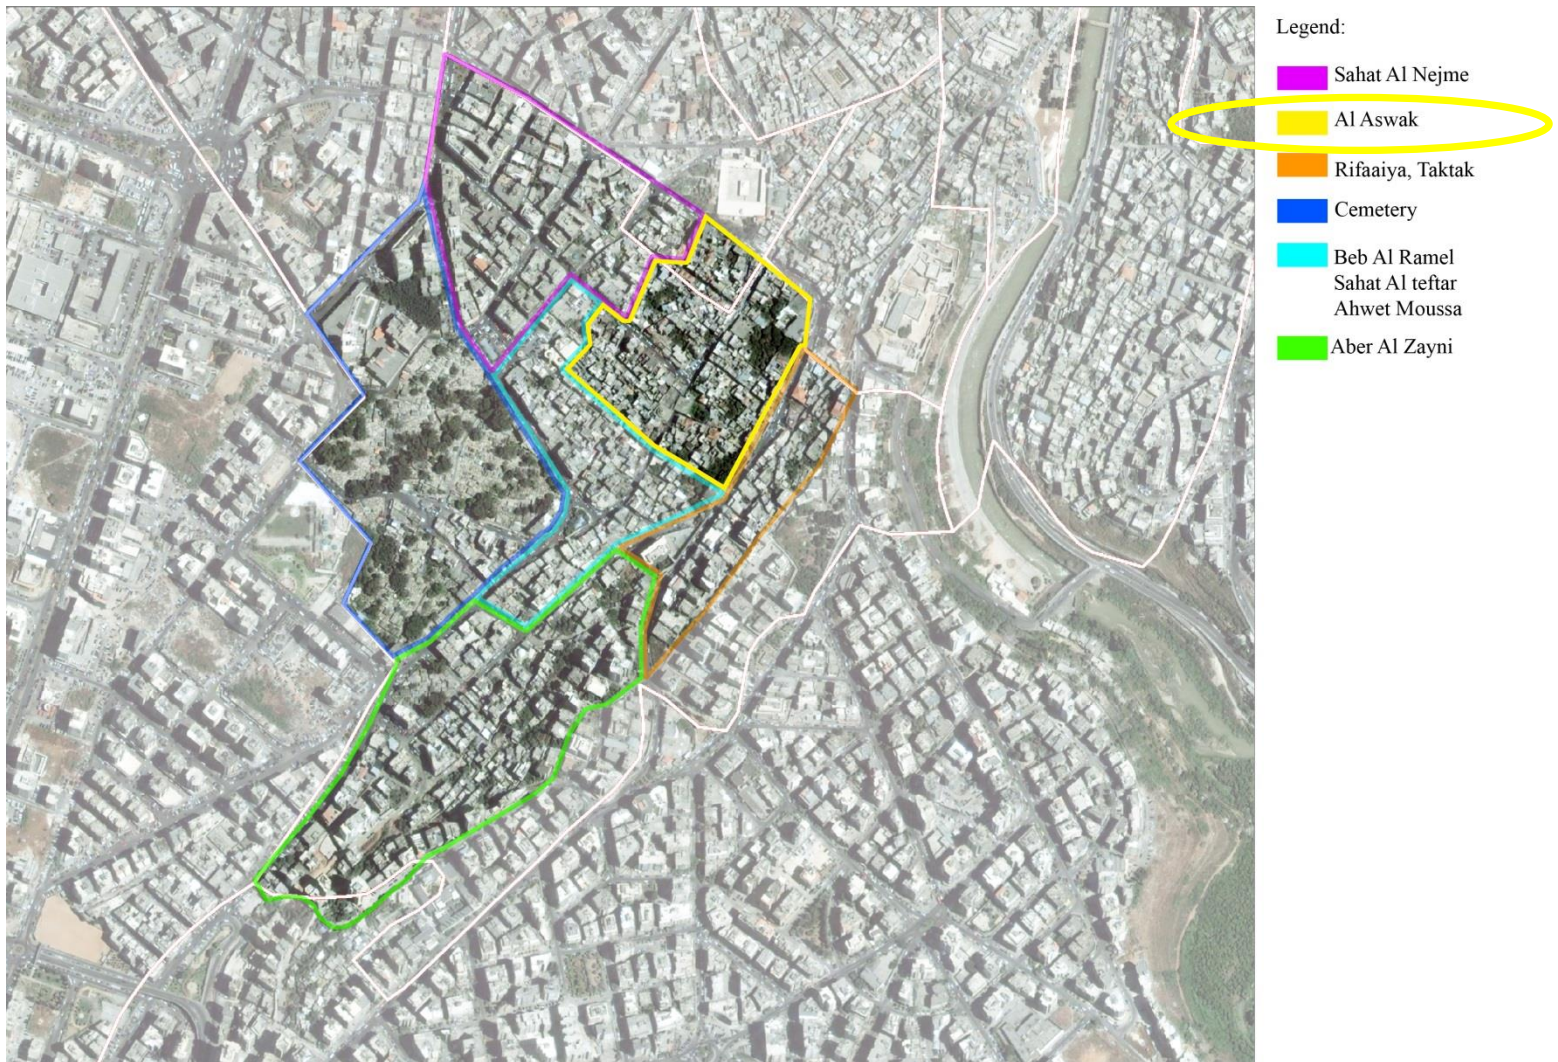 Legend:
Sahat Al Nejme
Al Aswak
Rifaaiya, Taktak
Cemetery
Beb Al Ramel
Sahat Al teftar
Ahwet Moussa
Aber Al Zayni